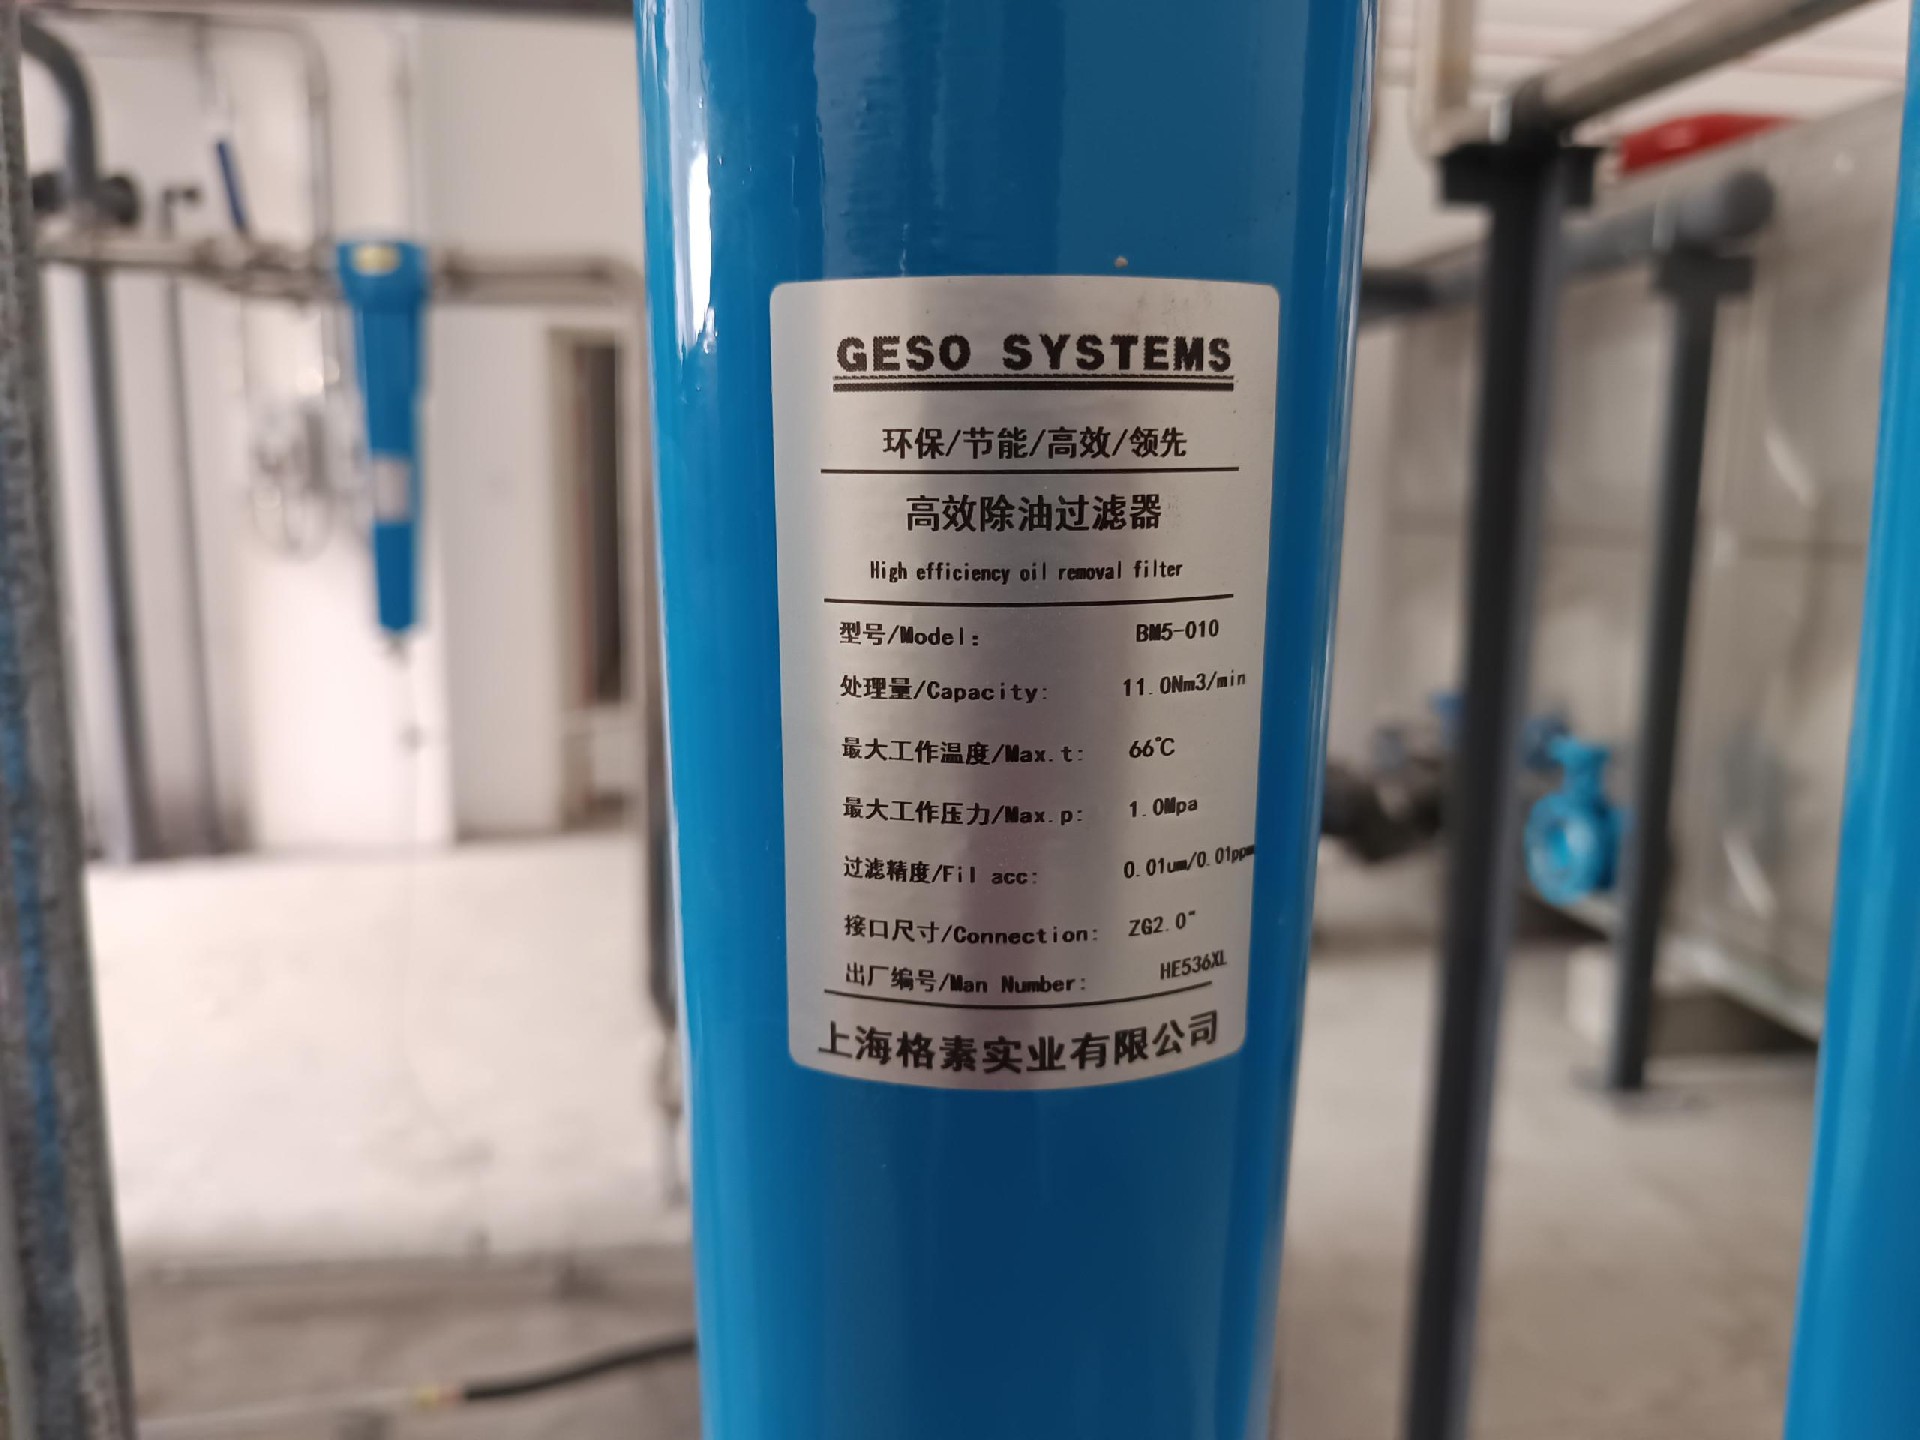 GESO SYSTEMS
环保/节能/高效/领先
高效除油过滤器
High efficiency oil removal filter
型号/Model: BM5-010
处理量/Capacity: 11.0Nm3/min
最大工作温度/Max.t: 66℃
最大工作压力/Max.p: 1.0Mpa
过滤精度/Fil acc: 0.01um/0.01ppm
接口尺寸/Connection: ZG2.0"
出厂编号/Man Number: HE536XL
上海格素实业有限公司